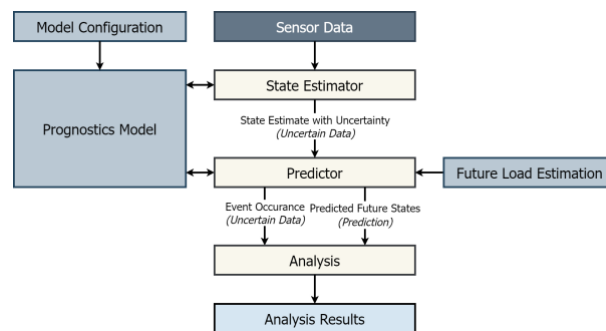 Model Configuration
Sensor Data
State Estimator
State Estimate with Uncertainty
(Uncertain Data)
Prognostics Model
Predictor
Future Load Estimation
Event Occurance
(Uncertain Data)
Predicted Future States
(Prediction)
Analysis
Analysis Results